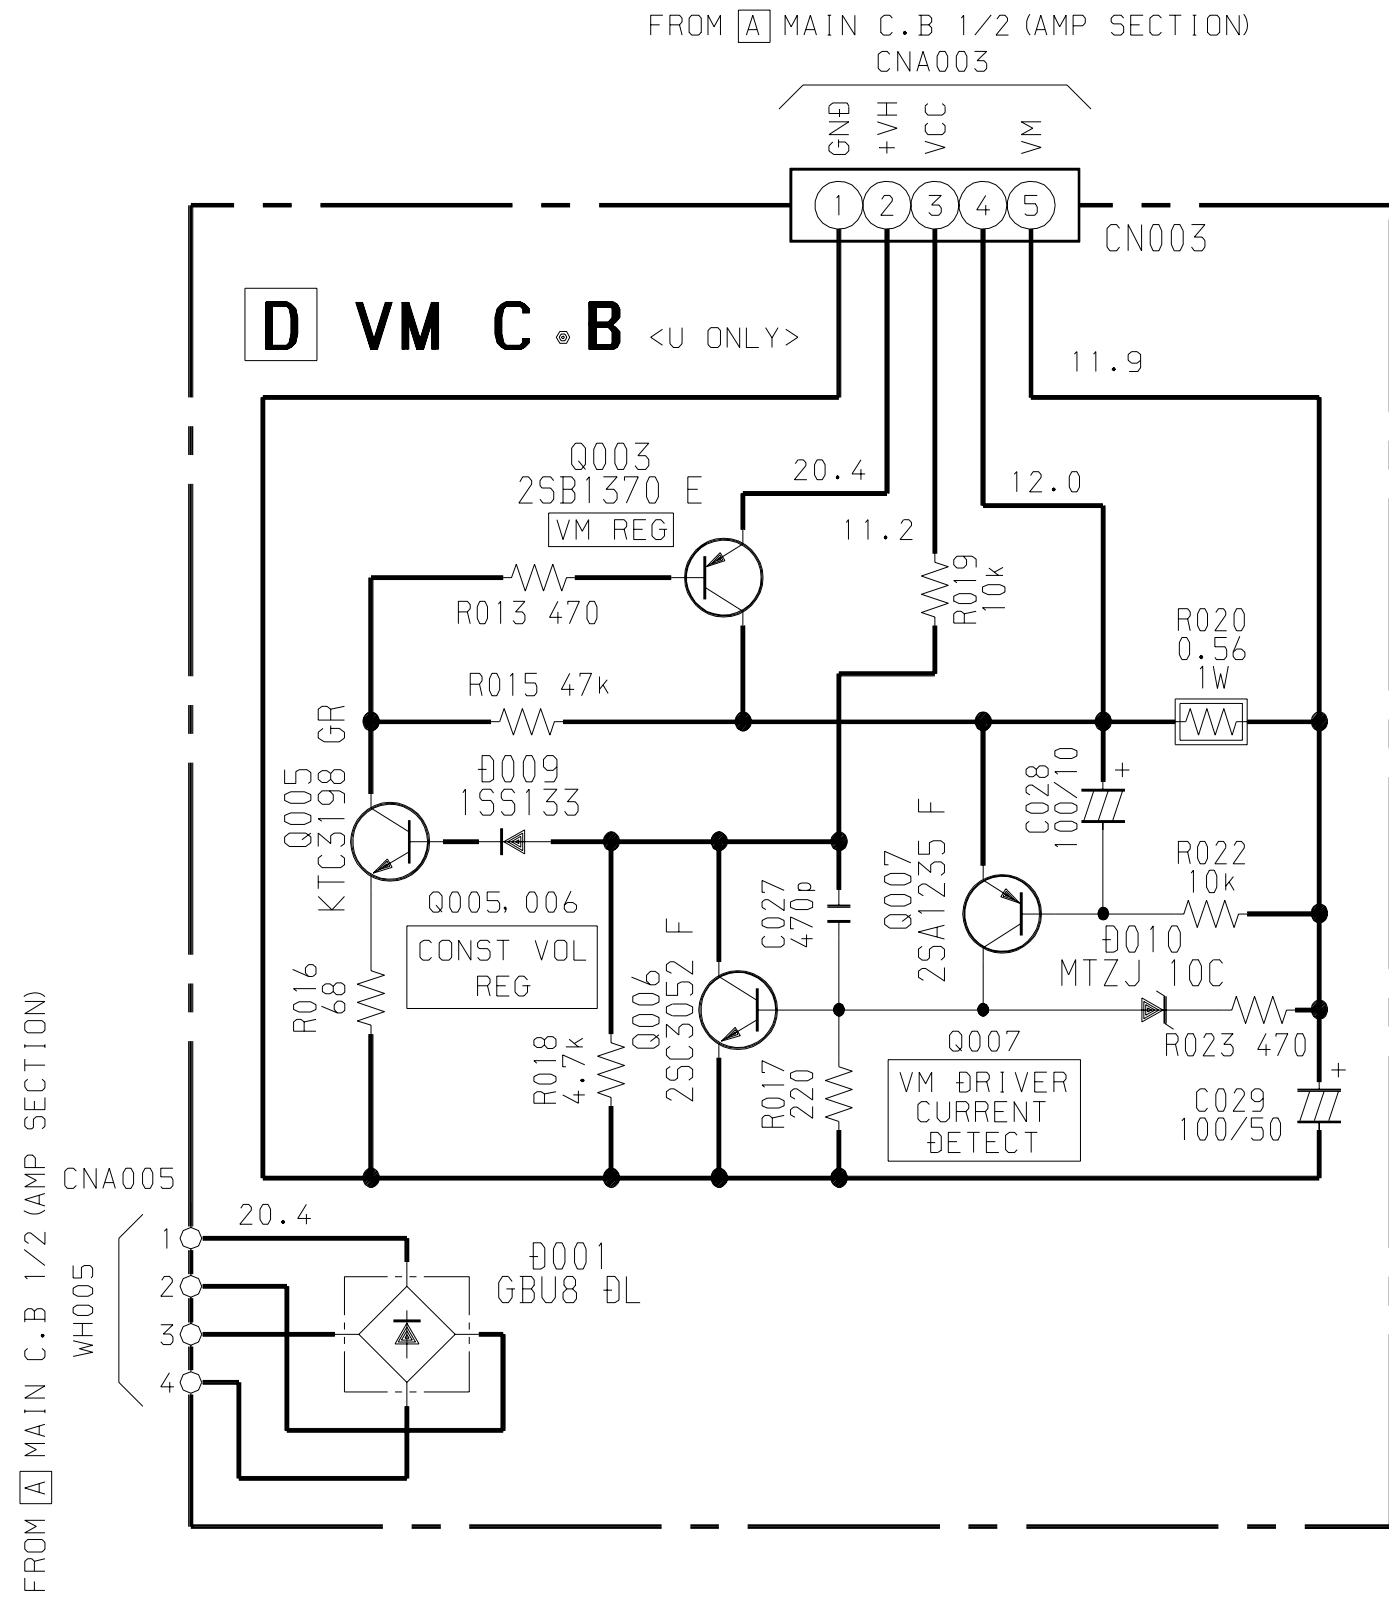 FROM A MAIN C.B 1/2 (AMP SECTION)
CNA003
GND
+VH
VCC
VM
1 2 3 4 5
CN003
D VM C.B <U ONLY>
11.9
Q003
2SB1370 E
VM REG
20.4
11.2
12.0
R013 470
R019
10k
R020
0.56
1W
R015 47k
Q005
KTC3198 GR
D009
1SS133
C028
100/10
+
Q005, 006
CONST VOL
REG
C027
470p
Q007
2SA1235 F
R022
10k
D010
MTZJ 10C
R016
68
R018
4.7k
Q006
2SC3052 F
R017
220
Q007
VM DRIVER
CURRENT
DETECT
R023 470
+
C029
100/50
CNA005
20.4
1
2
3
4
WH005
D001
GBU8 DL
FROM A MAIN C.B 1/2 (AMP SECTION)